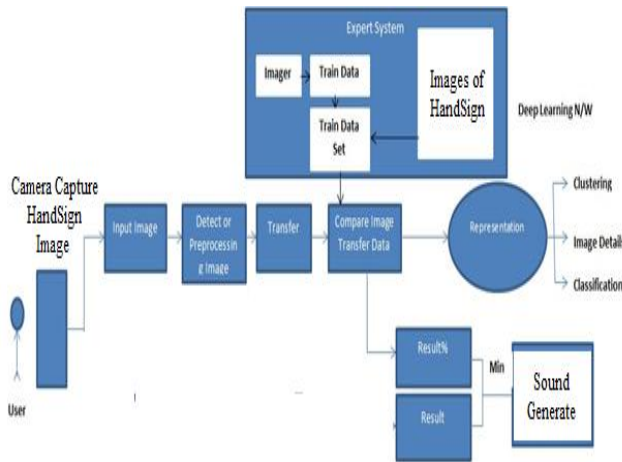 Expert System
Imager
Train Data
Images of
HandSign
Train Data
Set
Deep Learning N/W
Camera Capture
HandSign
Image
Input Image
Detect or
Preprocessin
g Image
Transfer
Compare Image
Transfer Data
Representation
Clustering
Image Details
Classification
User
Result%
Min
Result
Sound
Generate